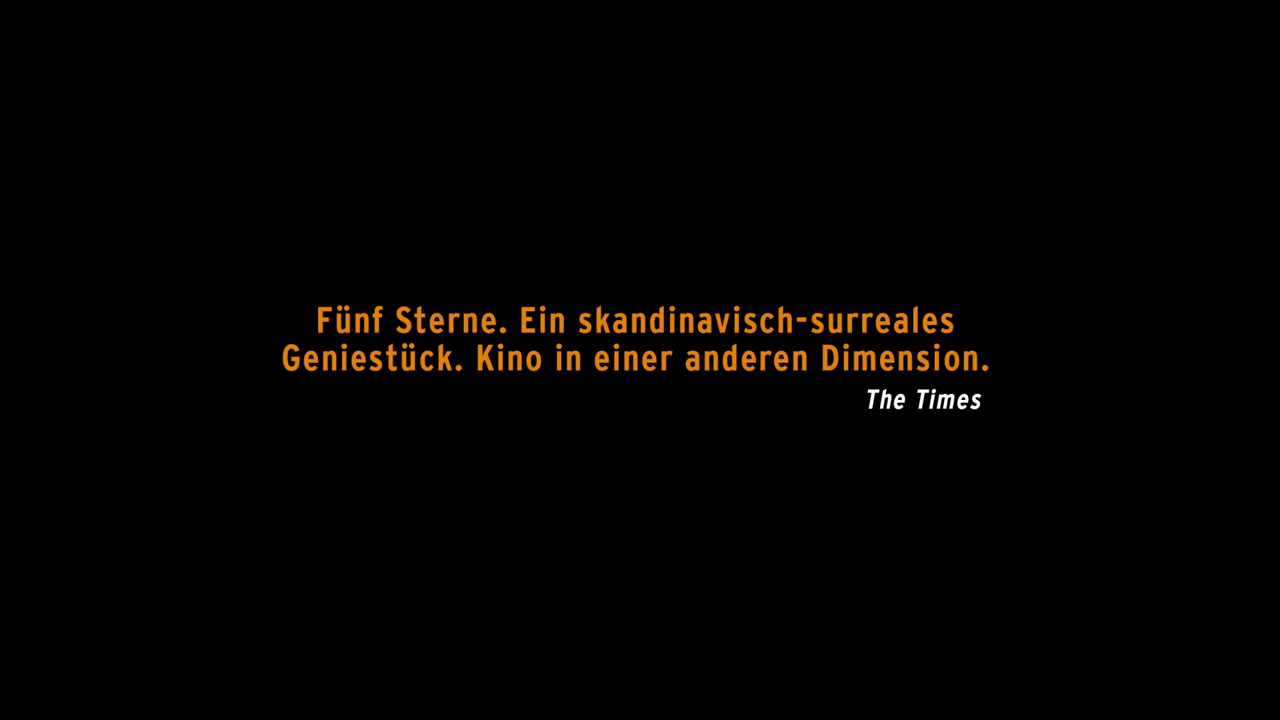 Fünf Sterne. Ein skandinavisch-surreales
Geniestück. Kino in einer anderen Dimension.
The Times